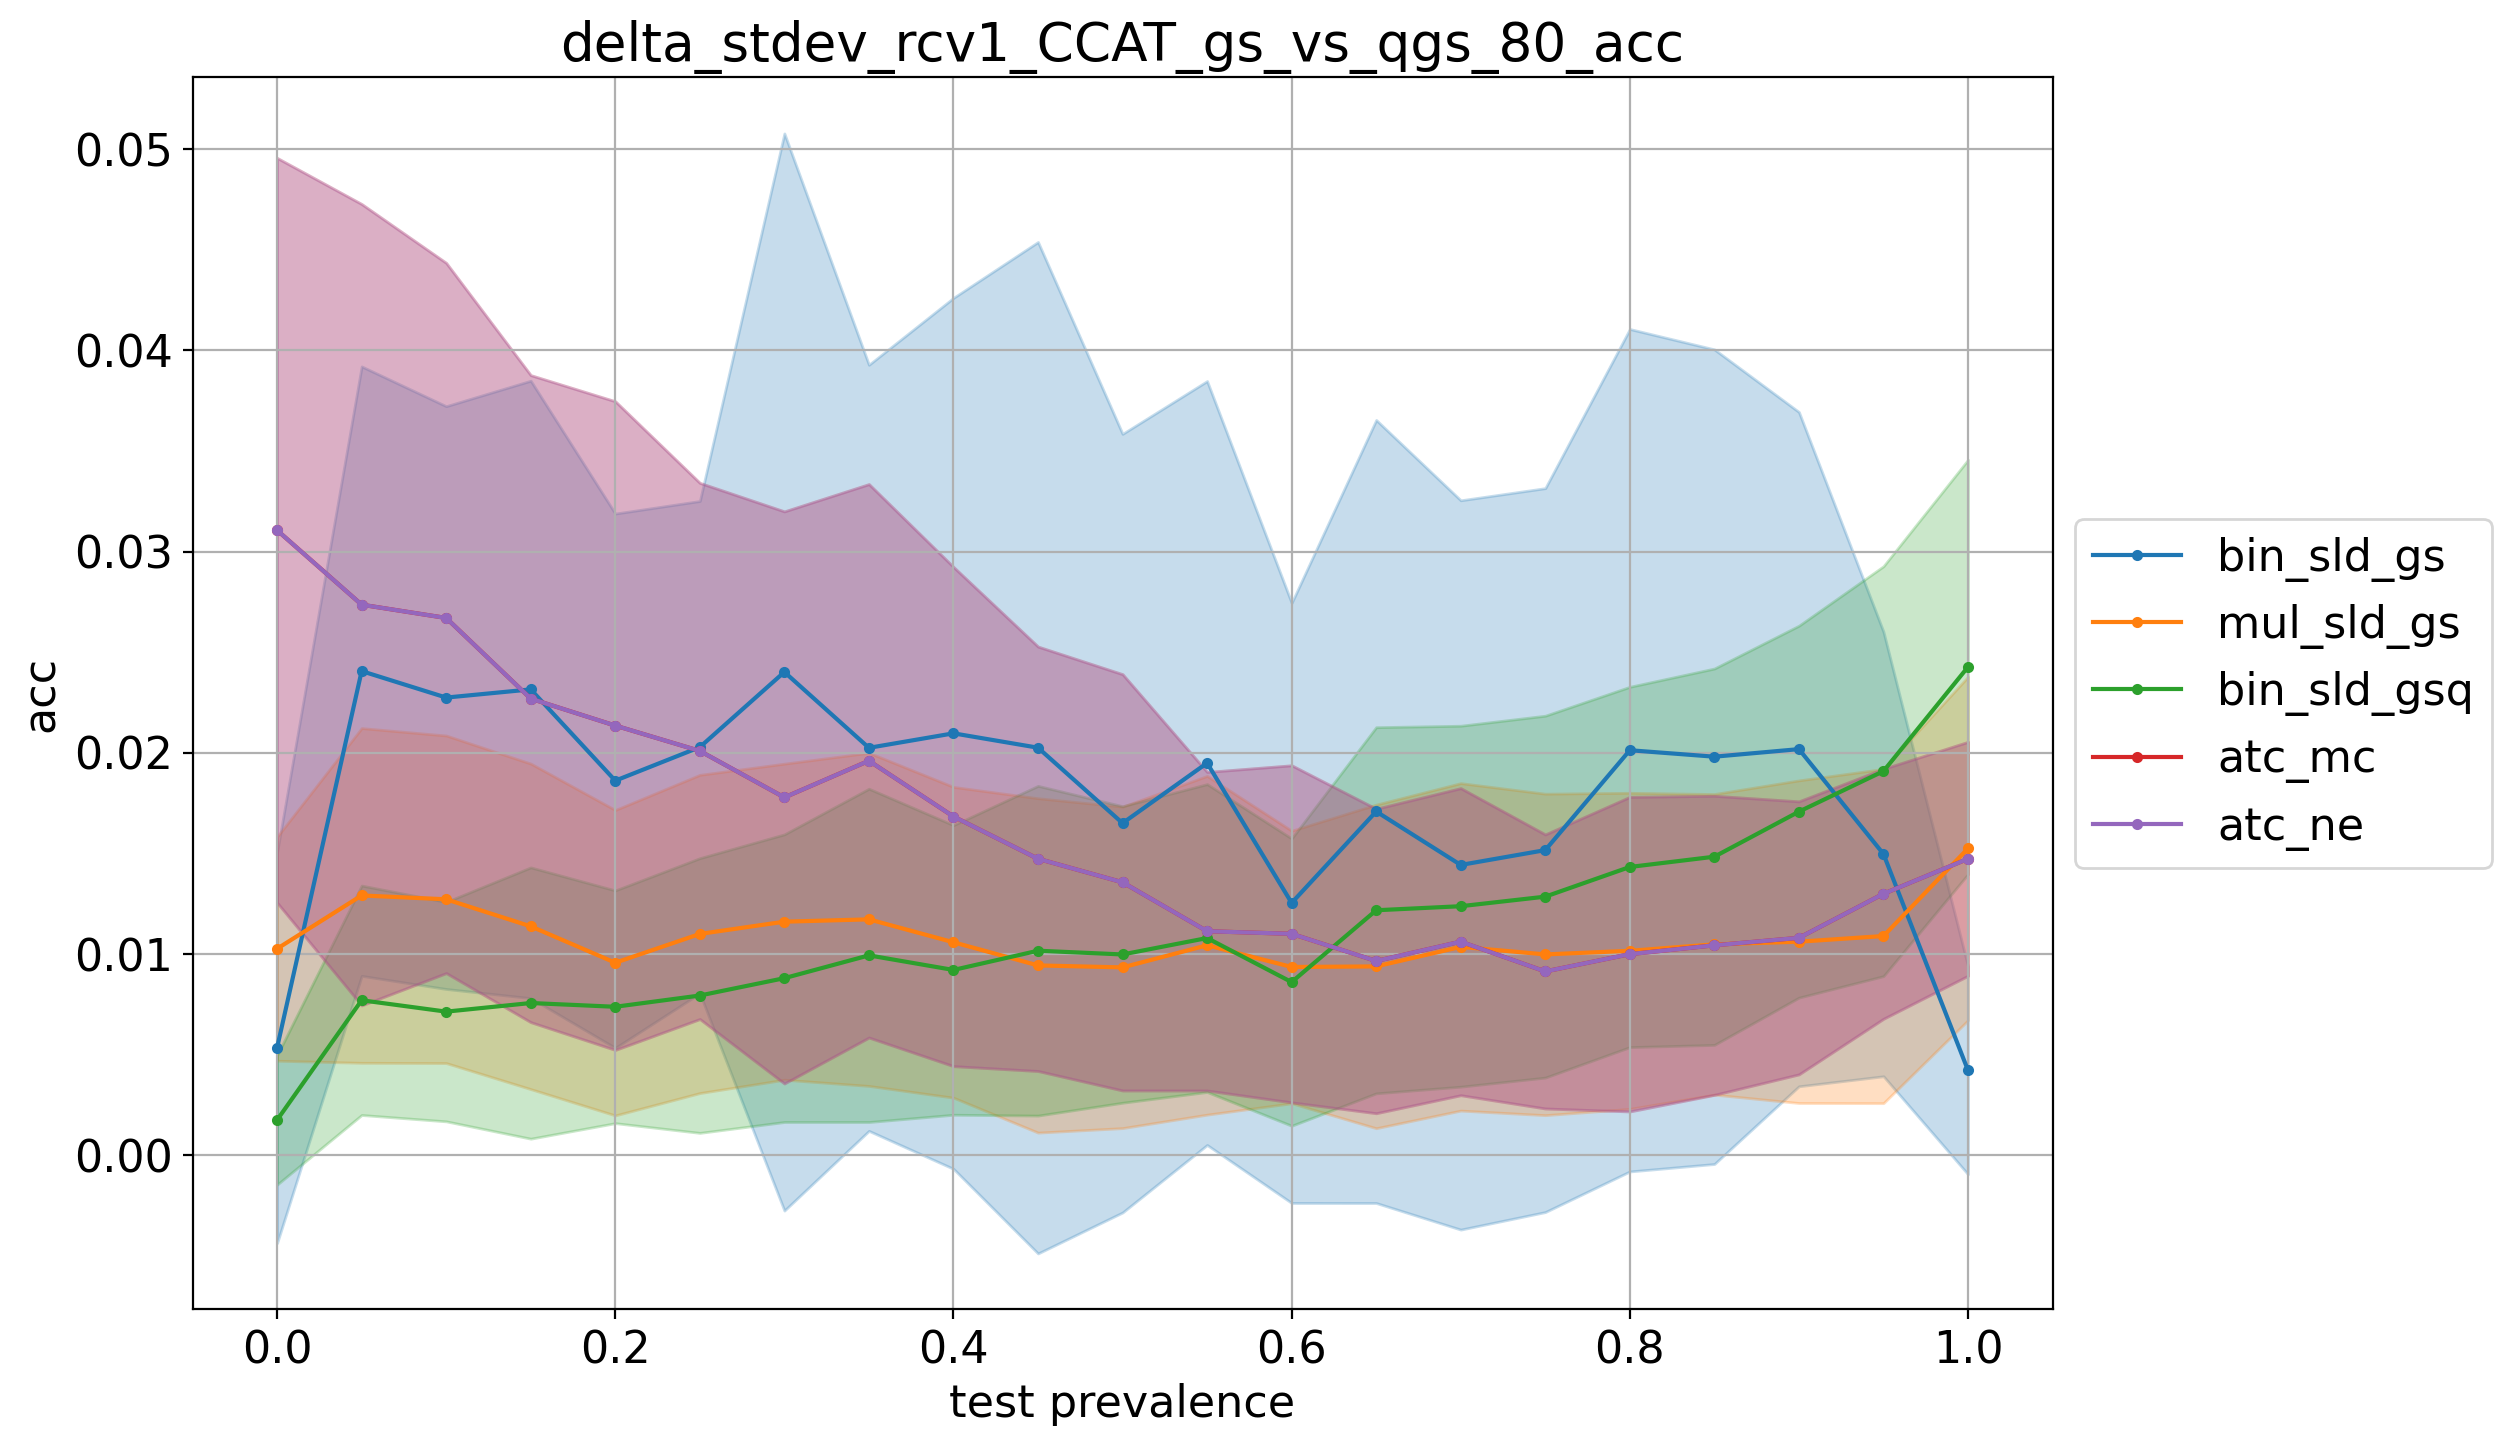 delta_stdev_rcv1_CCAT_gs_vs_qgs_80_acc
0.05
0.04
0.03
0.02
0.01
0.00
acc
0.0 0.2 0.4 0.6 0.8 1.0
test prevalence
bin_sld_gs
mul_sld_gs
bin_sld_gsq
atc_mc
atc_ne